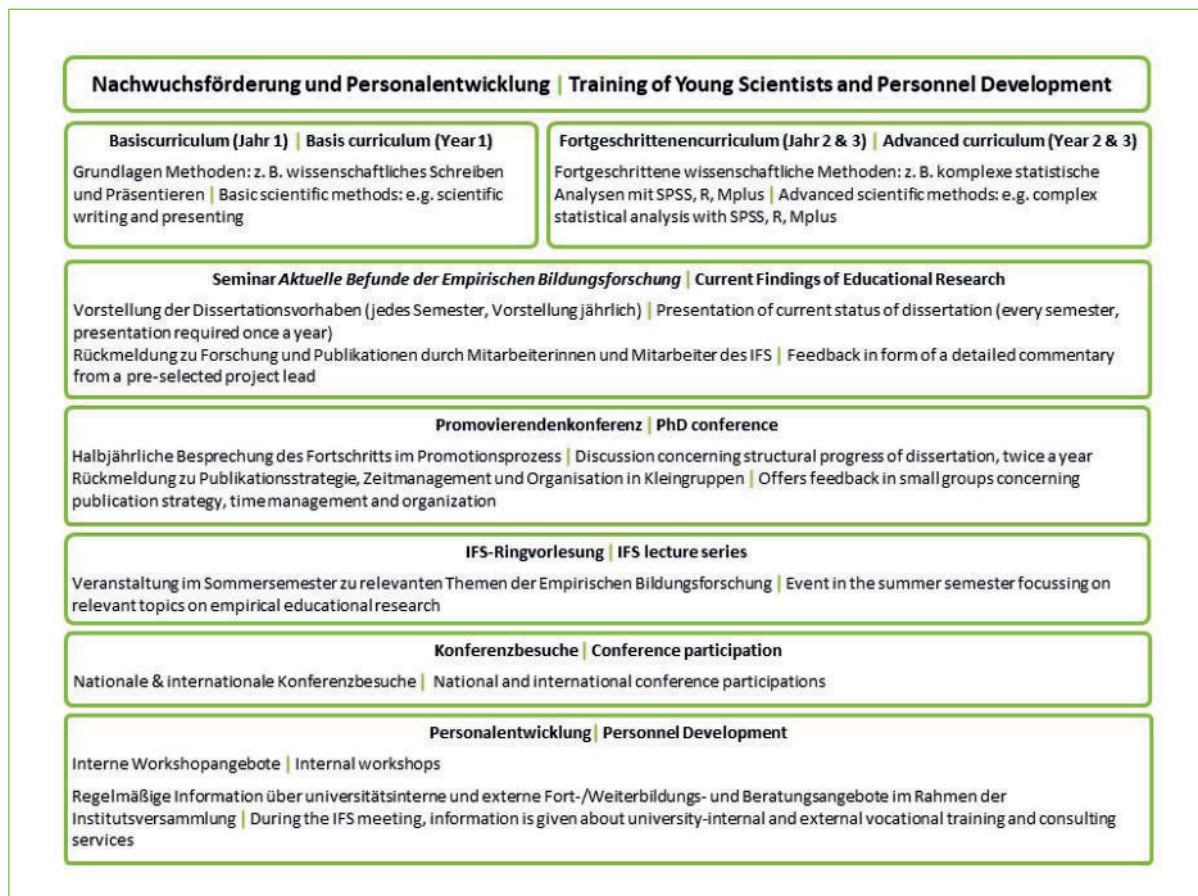 Nachwuchsförderung und Personalentwicklung | Training of Young Scientists and Personnel Development
Basiscurriculum (Jahr 1) | Basis curriculum (Year 1)
Grundlagen Methoden: z. B. wissenschaftliches Schreiben
und Präsentieren | Basic scientific methods: e.g. scientific
writing and presenting
Fortgeschrittenencurriculum (Jahr 2 & 3) | Advanced curriculum (Year 2 & 3)
Fortgeschrittene wissenschaftliche Methoden: z. B. komplexe statistische
Analysen mit SPSS, R, Mplus | Advanced scientific methods: e.g. complex
statistical analysis with SPSS, R, Mplus
Seminar Aktuelle Befunde der Empirischen Bildungsforschung | Current Findings of Educational Research
Vorstellung der Dissertationsvorhaben (jedes Semester, Vorstellung jährlich) | Presentation of current status of dissertation (every semester,
presentation required once a year)
Rückmeldung zu Forschung und Publikationen durch Mitarbeiterinnen und Mitarbeiter des IFS | Feedback in form of a detailed commentary
from a pre-selected project lead
Promovierendenkonferenz | PhD conference
Halbjährliche Besprechung des Fortschritts im Promotionsprozess | Discussion concerning structural progress of dissertation, twice a year
Rückmeldung zu Publikationsstrategie, Zeitmanagement und Organisation in Kleingruppen | Offers feedback in small groups concerning
publication strategy, time management and organization
IFS-Ringvorlesung | IFS lecture series
Veranstaltung im Sommersemester zu relevanten Themen der Empirischen Bildungsforschung | Event in the summer semester focussing on
relevant topics on empirical educational research
Konferenzbesuche | Conference participation
Nationale & internationale Konferenzbesuche | National and international conference participations
Personalentwicklung | Personnel Development
Interne Workshopangebote | Internal workshops
Regelmäßige Information über universitätsinterne und externe Fort-/Weiterbildungs- und Beratungsangebote im Rahmen der
Institutsversammlung | During the IFS meeting, information is given about university-internal and external vocational training and consulting
services